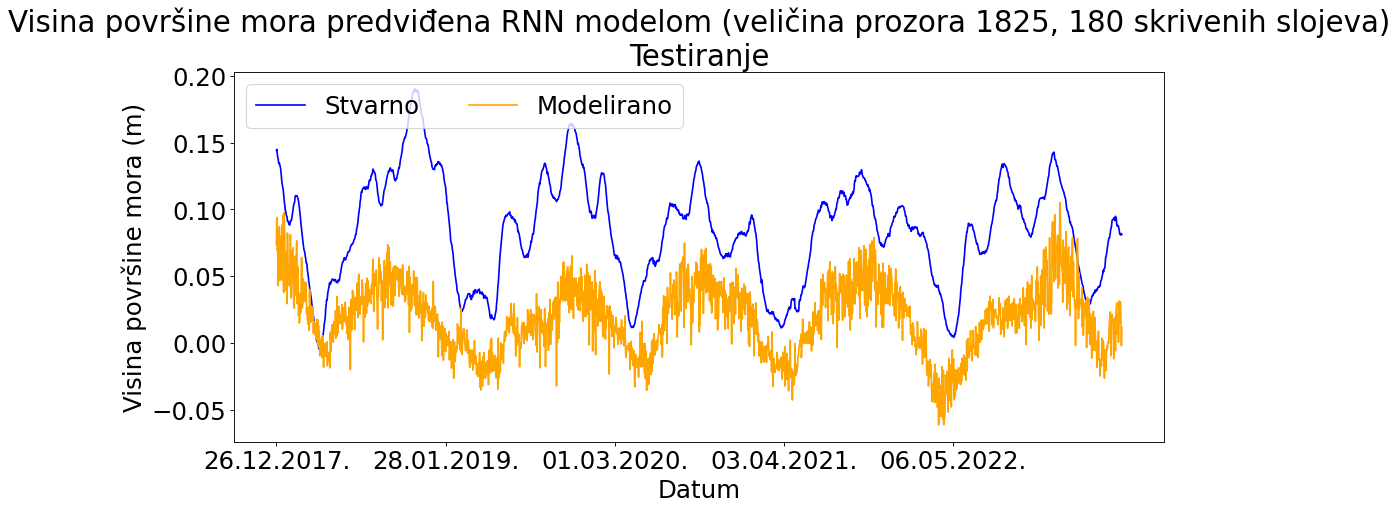 Visina površine mora predviđena RNN modelom (veličina prozora 1825, 180 skrivenih slojeva)
Testiranje
Stvarno Modelirano
Visina površine mora (m)
0.20
0.15
0.10
0.05
0.00
−0.05
26.12.2017. 28.01.2019. 01.03.2020. 03.04.2021. 06.05.2022.
Datum